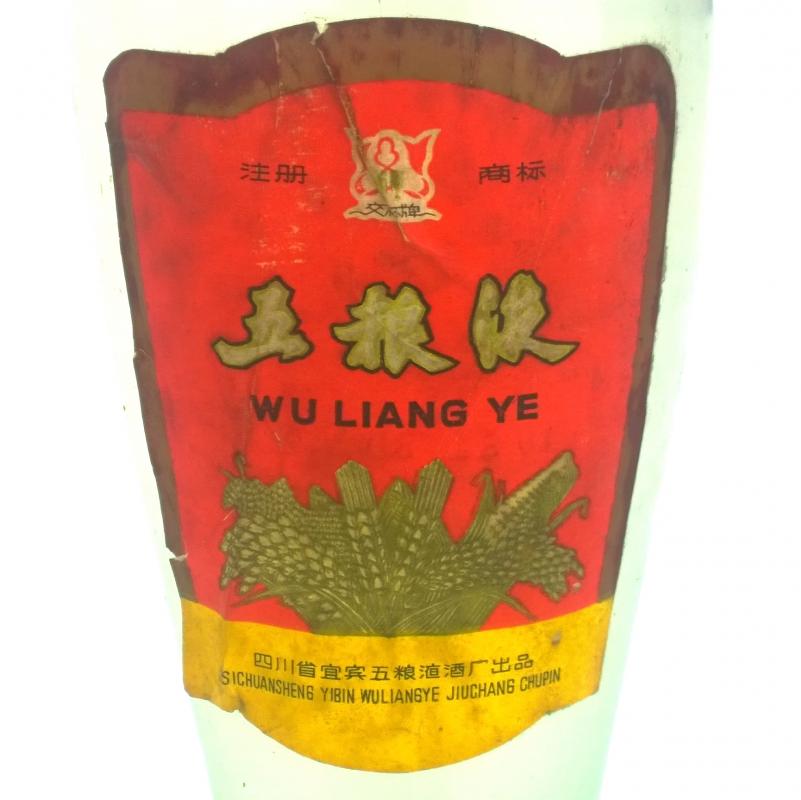 注册 商标
交杯牌
五粮液
WU LIANG YE
四川省宜宾五粮液酒厂出品
SICHUANSHENG YIBIN WULIANGYE JIUCHANG CHUPIN